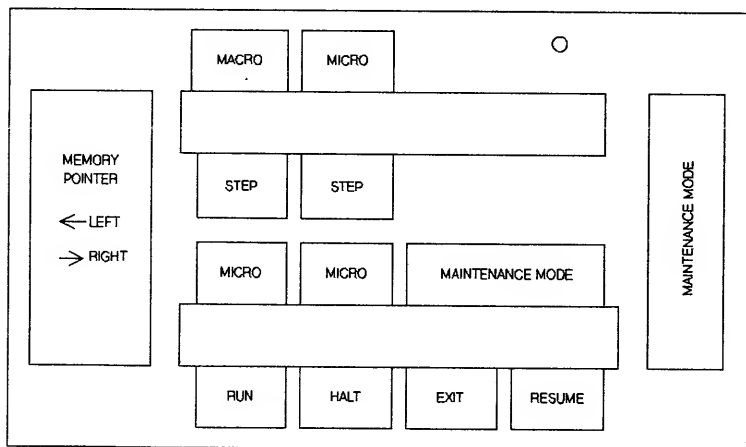 MACRO MICRO
MEMORY
POINTER
← LEFT
→ RIGHT
STEP STEP
MICRO MICRO MAINTENANCE MODE
RUN HALT EXIT RESUME
MAINTENANCE MODE